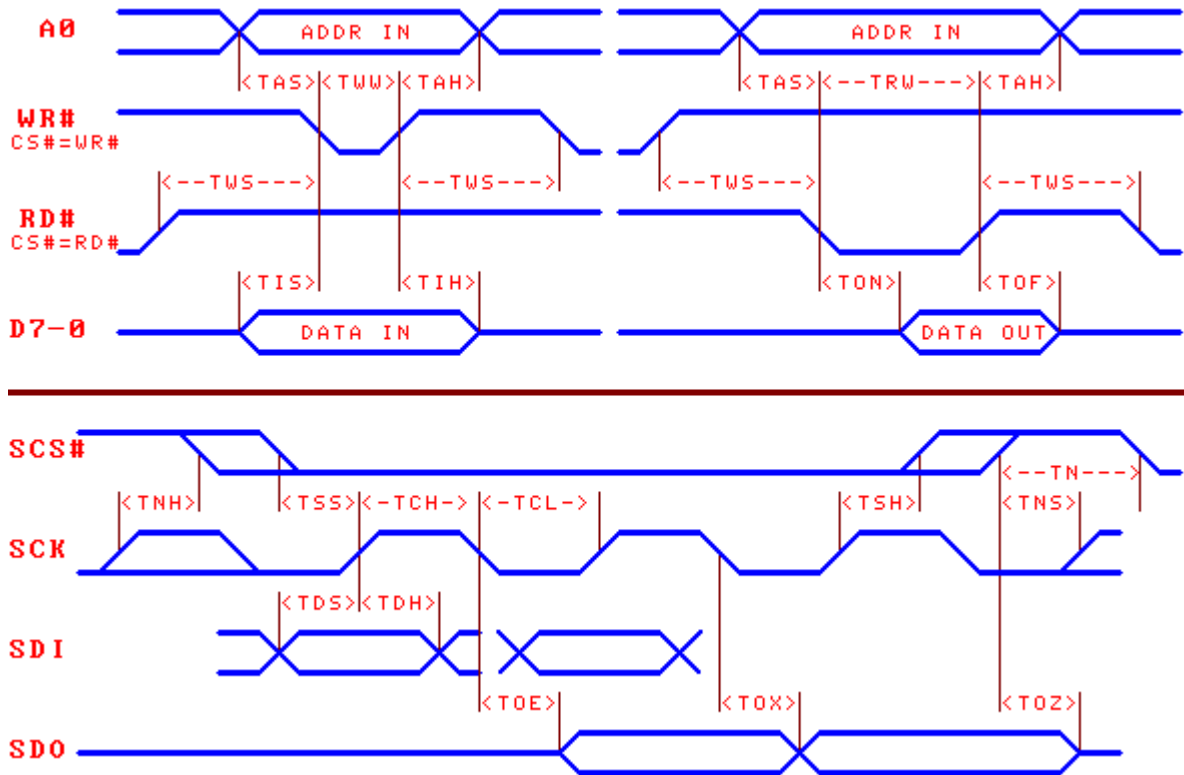 A0 ADDR IN ADDR IN
<TAS> <TWW> <TAH> <TAS> <--TRW---> <TAH>
WR#
CS#=WR#
<--TWS---> <--TWS---> <--TWS---> <--TWS--->
RD#
CS#=RD#
<TIS> <TIH> <TON> <TOF>
D7-0 DATA IN DATA OUT
SCS#
<TNH> <TSS> <-TCH-> <-TCL-> <TSH> <--TN---> <TNS>
SCK
<TDS> <TDH>
SDI
<TOE> <TOX> <TOZ>
SDO